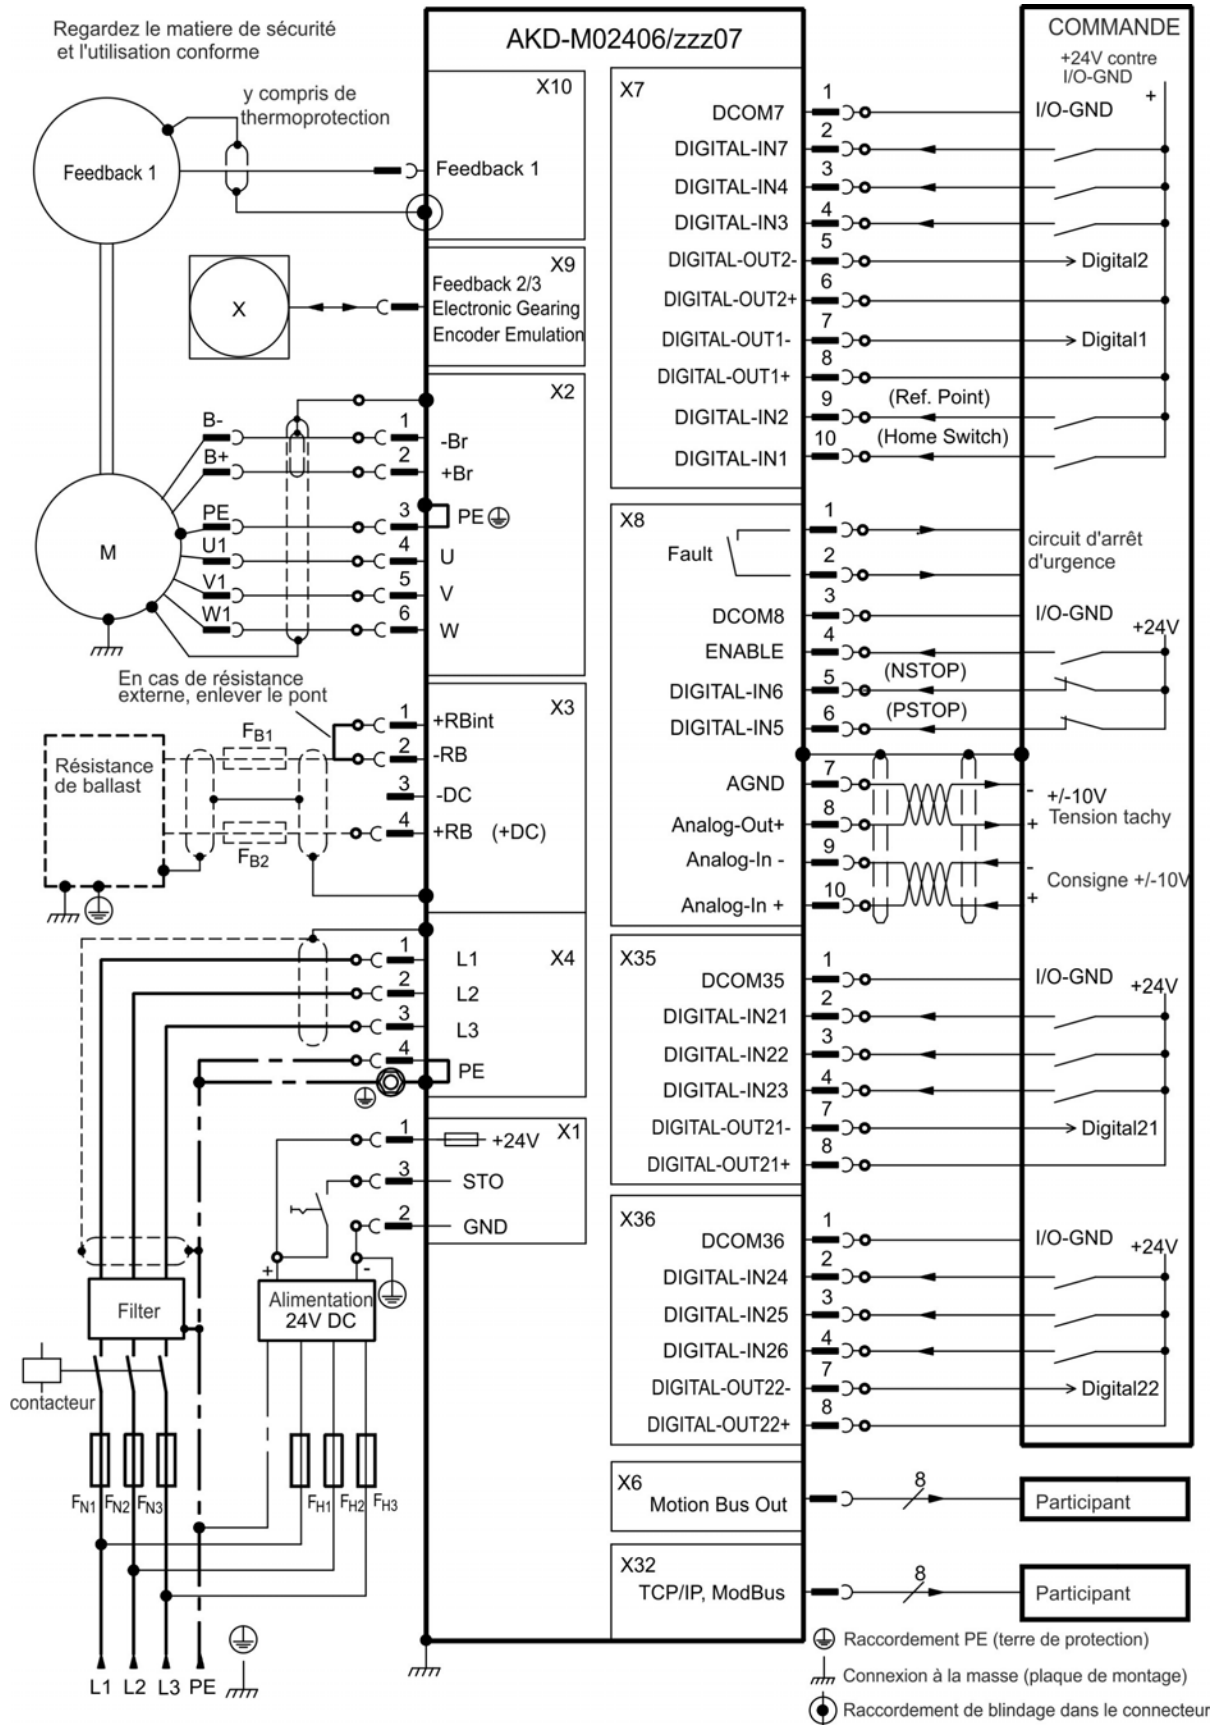 Regardez le matiere de sécurité
et l'utilisation conforme
AKD-M02406/zzz07
COMMANDE
+24V contre
I/O-GND
+
y compris de
thermoprotection
Feedback 1
X10
Feedback 1
X
X9
Feedback 2/3
Electronic Gearing
Encoder Emulation
X2
B- 1 -Br
B+ 2 +Br
PE 3 PE
U1 4 U
V1 5 V
W1 6 W
M
En cas de résistance
externe, enlever le pont
X3
FB1
FB2
Résistance
de ballast
1 +RBint
2 -RB
3 -DC
4 +RB (+DC)
X4
1 L1
2 L2
3 L3
4 PE
X1
1 +24V
3 STO
2 GND
+ -
Alimentation
24V DC
Filter
contacteur
FN1 FN2 FN3 FH1 FH2 FH3
L1 L2 L3 PE
X7
DCOM7 1 I/O-GND
DIGITAL-IN7 2
DIGITAL-IN4 3
DIGITAL-IN3 4
DIGITAL-OUT2- 5 Digital2
DIGITAL-OUT2+ 6
DIGITAL-OUT1- 7 Digital1
DIGITAL-OUT1+ 8
DIGITAL-IN2 9 (Ref. Point)
DIGITAL-IN1 10 (Home Switch)
X8
Fault 1
2
circuit d'arrêt
d'urgence
DCOM8 3 I/O-GND
+24V
ENABLE 4
DIGITAL-IN6 5 (NSTOP)
DIGITAL-IN5 6 (PSTOP)
AGND 7 -
Analog-Out+ 8 +
+/-10V
Tension tachy
Analog-In - 9 -
Analog-In + 10 +
Consigne +/-10V
X35
DCOM35 1 I/O-GND
+24V
DIGITAL-IN21 2
DIGITAL-IN22 3
DIGITAL-IN23 4
DIGITAL-OUT21- 7 Digital21
DIGITAL-OUT21+ 8
X36
DCOM36 1 I/O-GND
+24V
DIGITAL-IN24 2
DIGITAL-IN25 3
DIGITAL-IN26 4
DIGITAL-OUT22- 7 Digital22
DIGITAL-OUT22+ 8
X6
Motion Bus Out 8 Participant
X32
TCP/IP, ModBus 8 Participant
Raccordement PE (terre de protection)
Connexion à la masse (plaque de montage)
Raccordement de blindage dans le connecteur